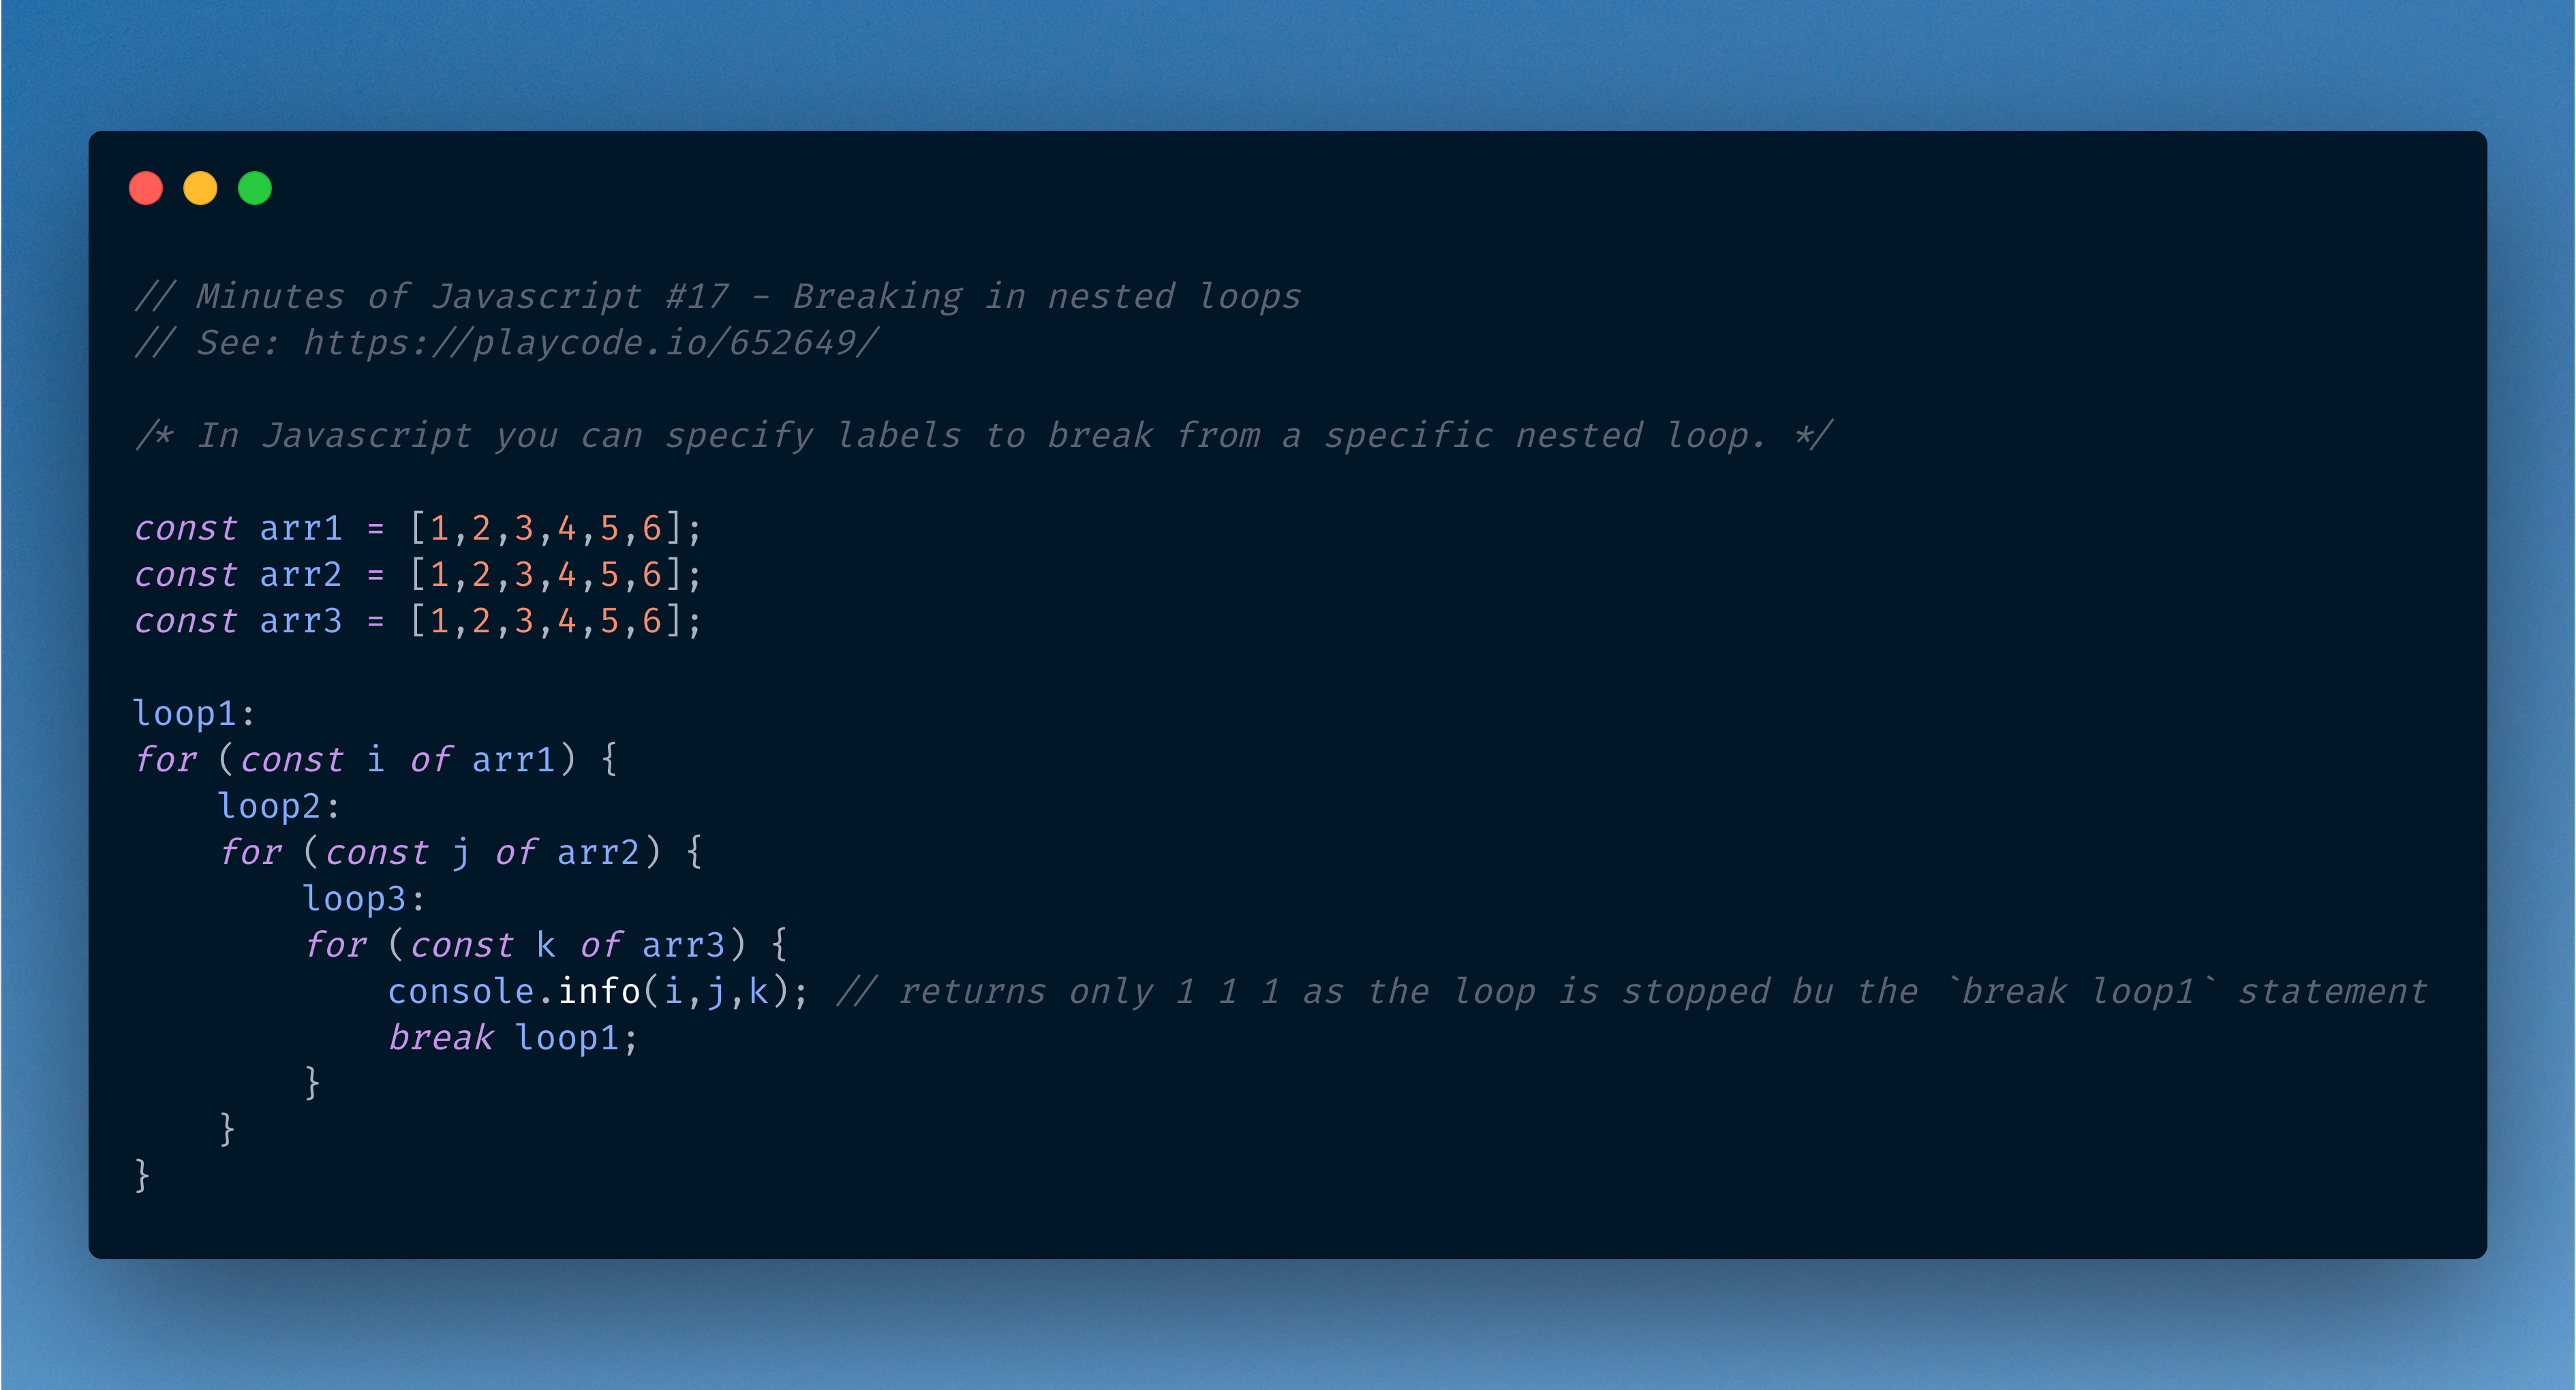 // Minutes of Javascript #17 - Breaking in nested loops
// See: https://playcode.io/652649/
/* In Javascript you can specify labels to break from a specific nested loop. */
const arr1 = [1,2,3,4,5,6];
const arr2 = [1,2,3,4,5,6];
const arr3 = [1,2,3,4,5,6];
loop1:
for (const i of arr1) {
    loop2:
    for (const j of arr2) {
        loop3:
        for (const k of arr3) {
            console.info(i,j,k); // returns only 1 1 1 as the loop is stopped bu the `break loop1` statement
            break loop1;
        }
    }
}